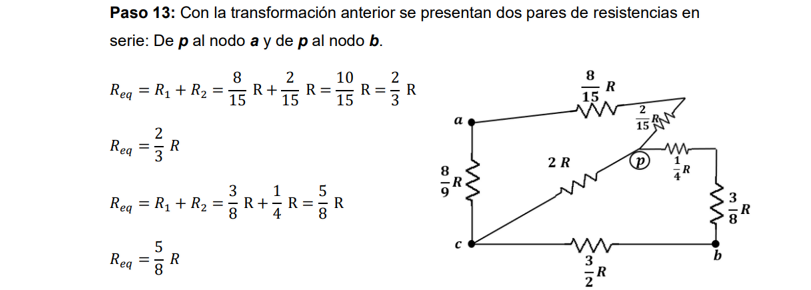 Paso 13: Con la transformación anterior se presentan dos pares de resistencias en
serie: De p al nodo a y de p al nodo b.
R_eq = R_1 + R_2 = 8/15 R + 2/15 R = 10/15 R = 2/3 R
R_eq = 2/3 R
R_eq = R_1 + R_2 = 3/8 R + 1/4 R = 5/8 R
R_eq = 5/8 R
8/15 R
2/15 R
a
2 R
p
1/4 R
8/9 R
3/8 R
c
b
3/2 R